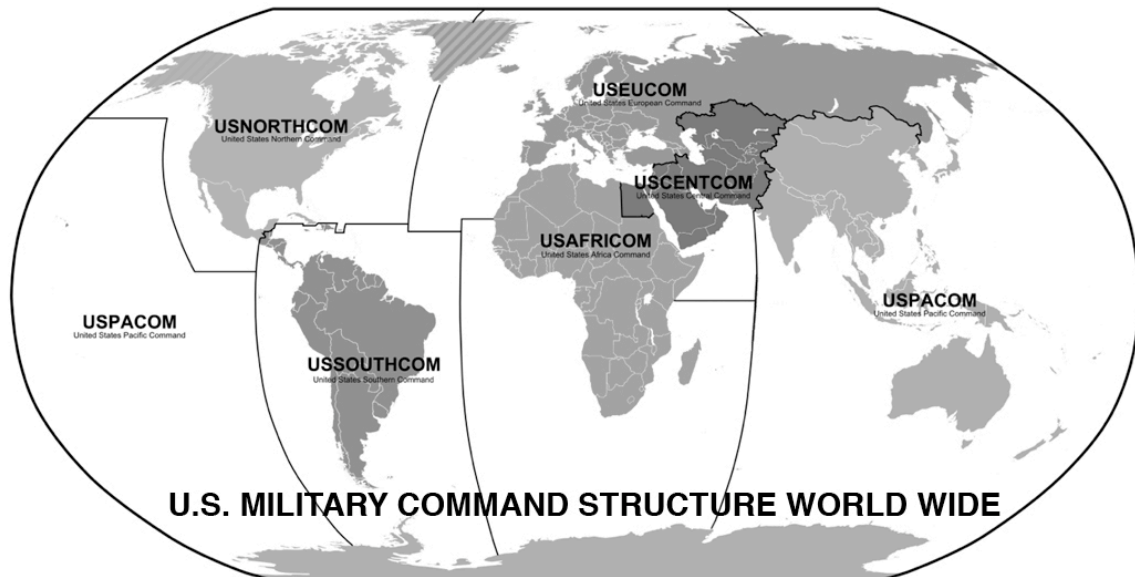 USEUCOM
United States European Command
USNORTHCOM
United States Northern Command
USCENTCOM
United States Central Command
USAFRICOM
United States Africa Command
USPACOM
United States Pacific Command
USPACOM
United States Pacific Command
USSOUTHCOM
United States Southern Command
U.S. MILITARY COMMAND STRUCTURE WORLD WIDE